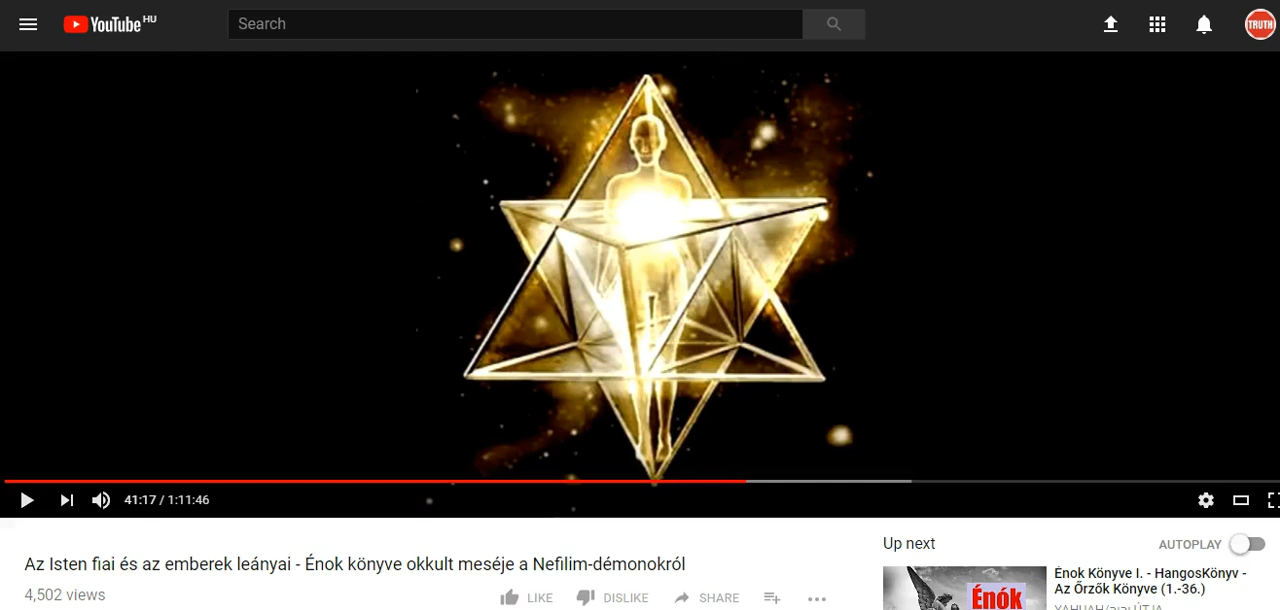 YouTube HU
Search
TRUTH
41:17 / 1:11:46
Az Isten fiai és az emberek leányai - Énok könyve okkult meséje a Nefilim-démonokról
4,502 views
LIKE
DISLIKE
SHARE
Up next
AUTOPLAY
Énok
Énok Könyve I. - HangosKönyv -
Az Őrzők Könyve (1.-36.)